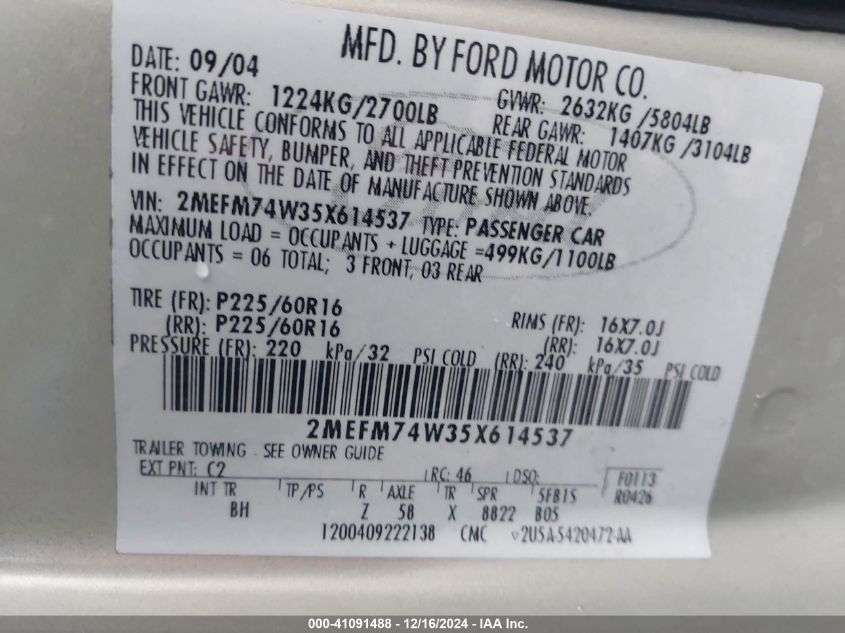 MFD. BY FORD MOTOR CO.
DATE: 09/04 GVWR: 2632KG /5804LB
FRONT GAWR: 1224KG/2700LB REAR GAWR: 1407KG /3104LB
THIS VEHICLE CONFORMS TO ALL APPLICABLE FEDERAL MOTOR
VEHICLE SAFETY, BUMPER, AND THEFT PREVENTION STANDARDS
IN EFFECT ON THE DATE OF MANUFACTURE SHOWN ABOVE.
VIN: 2MEFM74W35X614537 TYPE: PASSENGER CAR
MAXIMUM LOAD = OCCUPANTS + LUGGAGE =499KG/1100LB
OCCUPANTS = 06 TOTAL; 3 FRONT, 03 REAR
TIRE (FR): P225/60R16 RIMS (FR): 16X7.0J
(RR): P225/60R16 (RR): 16X7.0J
PRESSURE (FR): 220 kPa/32 PSI COLD (RR): 240 kPa/35 PSI COLD
2MEFM74W35X614537
TRAILER TOWING - SEE OWNER GUIDE
EXT PNT: C2 RC: 46 DSO: F0113
INT TR TP/PS R AXLE TR SPR 5FB15 R0426
BH Z 58 X 8822 B05
1200409222138 CMC v2U5A-5420472-AA
000-41091488 - 12/16/2024 - IAA Inc.